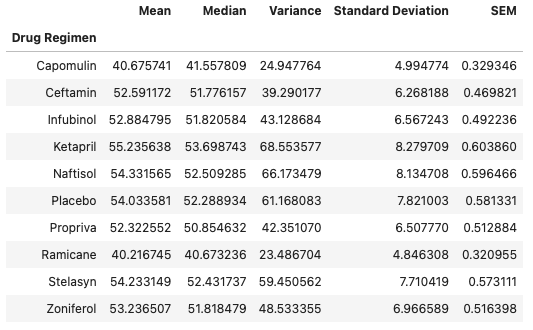 Mean Median Variance Standard Deviation SEM
Drug Regimen
Capomulin 40.675741 41.557809 24.947764 4.994774 0.329346
Ceftamin 52.591172 51.776157 39.290177 6.268188 0.469821
Infubinol 52.884795 51.820584 43.128684 6.567243 0.492236
Ketapril 55.235638 53.698743 68.553577 8.279709 0.603860
Naftisol 54.331565 52.509285 66.173479 8.134708 0.596466
Placebo 54.033581 52.288934 61.168083 7.821003 0.581331
Propriva 52.322552 50.854632 42.351070 6.507770 0.512884
Ramicane 40.216745 40.673236 23.486704 4.846308 0.320955
Stelasyn 54.233149 52.431737 59.450562 7.710419 0.573111
Zoniferol 53.236507 51.818479 48.533355 6.966589 0.516398